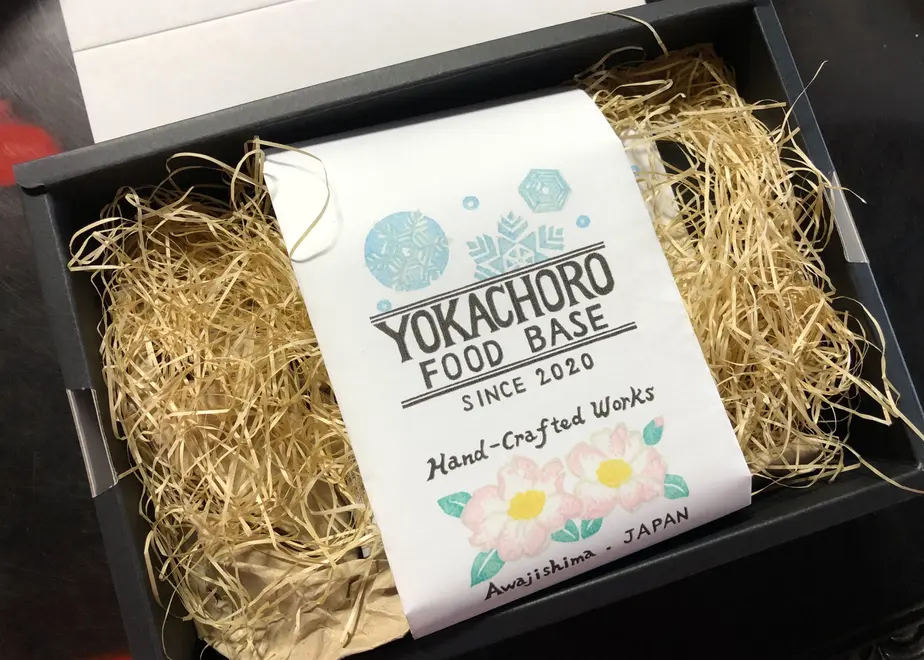 YOKACHORO
FOOD BASE
SINCE 2020
Hand-Crafted Works
Awajishima - JAPAN